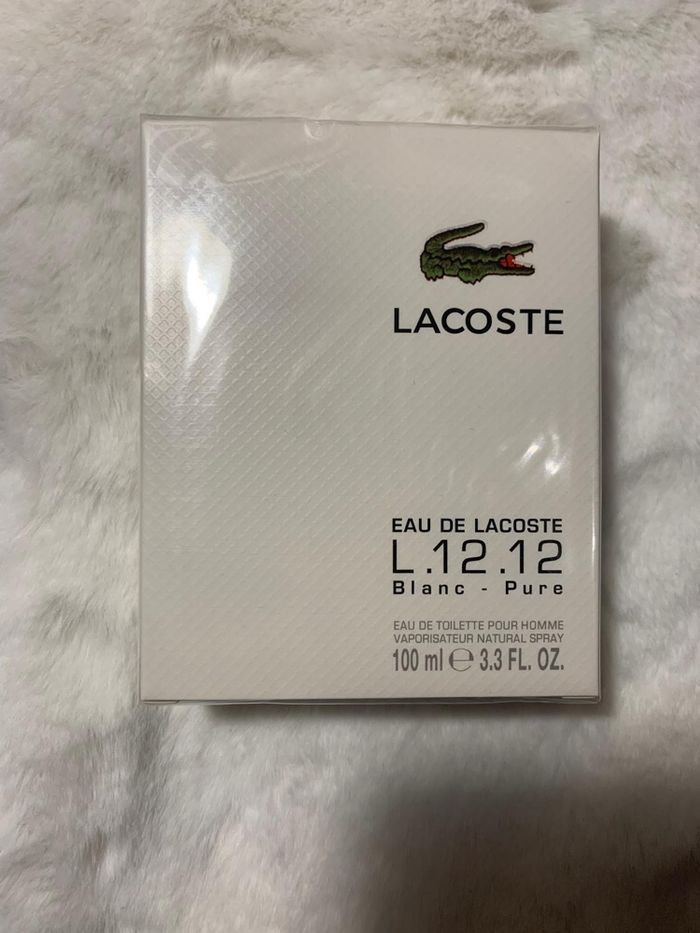 LACOSTE
EAU DE LACOSTE
L.12.12
Blanc - Pure
EAU DE TOILETTE POUR HOMME
VAPORISATEUR NATURAL SPRAY
100 ml ℮ 3.3 FL. OZ.